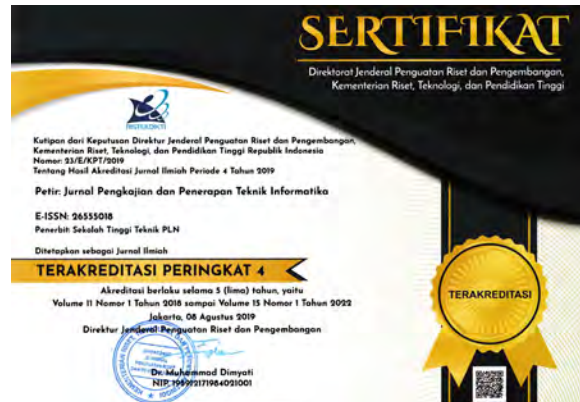 SERTIFIKAT
Direktorat Jenderal Penguatan Riset dan Pengembangan,
Kementerian Riset, Teknologi, dan Pendidikan Tinggi
RISTEKDIKTI
Kutipan dari Keputusan Direktur Jenderal Penguatan Riset dan Pengembangan,
Kementerian Riset, Teknologi, dan Pendidikan Tinggi Republik Indonesia
Nomor: 23/E/KPT/2019
Tentang Hasil Akreditasi Jurnal Ilmiah Periode 4 Tahun 2019
Petir: Jurnal Pengkajian dan Penerapan Teknik Informatika
E-ISSN: 26555018
Penerbit: Sekolah Tinggi Teknik PLN
Ditetapkan sebagai Jurnal Ilmiah
TERAKREDITASI PERINGKAT 4
Akreditasi berlaku selama 5 (lima) tahun, yaitu
Volume 11 Nomor 1 Tahun 2018 sampai Volume 15 Nomor 1 Tahun 2022
Jakarta, 08 Agustus 2019
Direktur Jenderal Penguatan Riset dan Pengembangan
Dr. Muhammad Dimyati
NIP. 195912171984021001
TERAKREDITASI